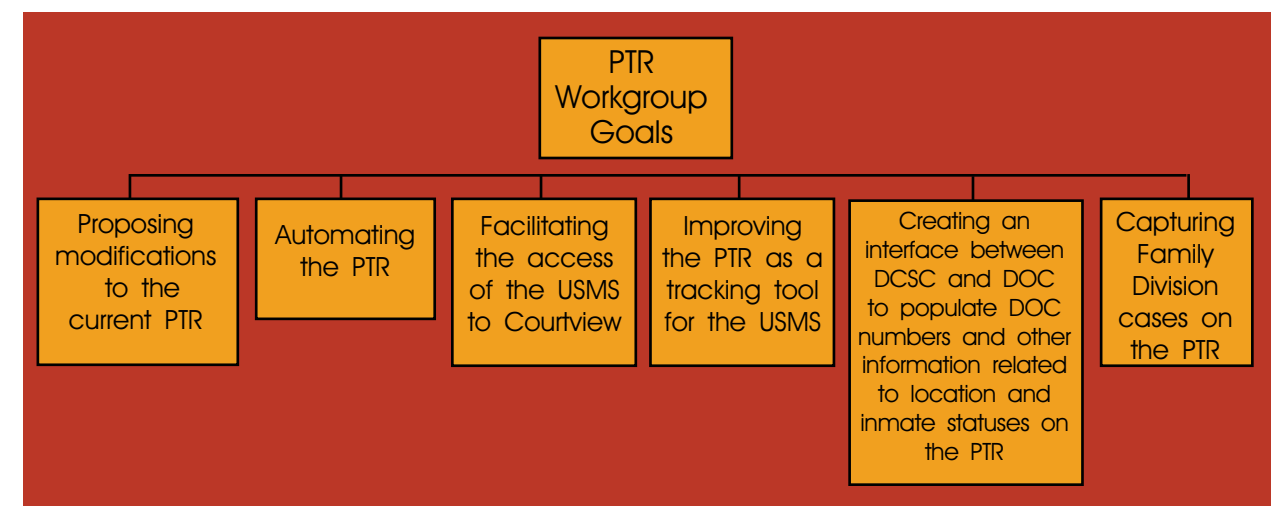 PTR
Workgroup
Goals
Proposing
modifications
to the
current PTR
Automating
the PTR
Facilitating
the access
of the USMS
to Courtview
Improving
the PTR as a
tracking tool
for the USMS
Creating an
interface between
DCSC and DOC
to populate DOC
numbers and other
information related
to location and
inmate statuses on
the PTR
Capturing
Family
Division
cases on
the PTR